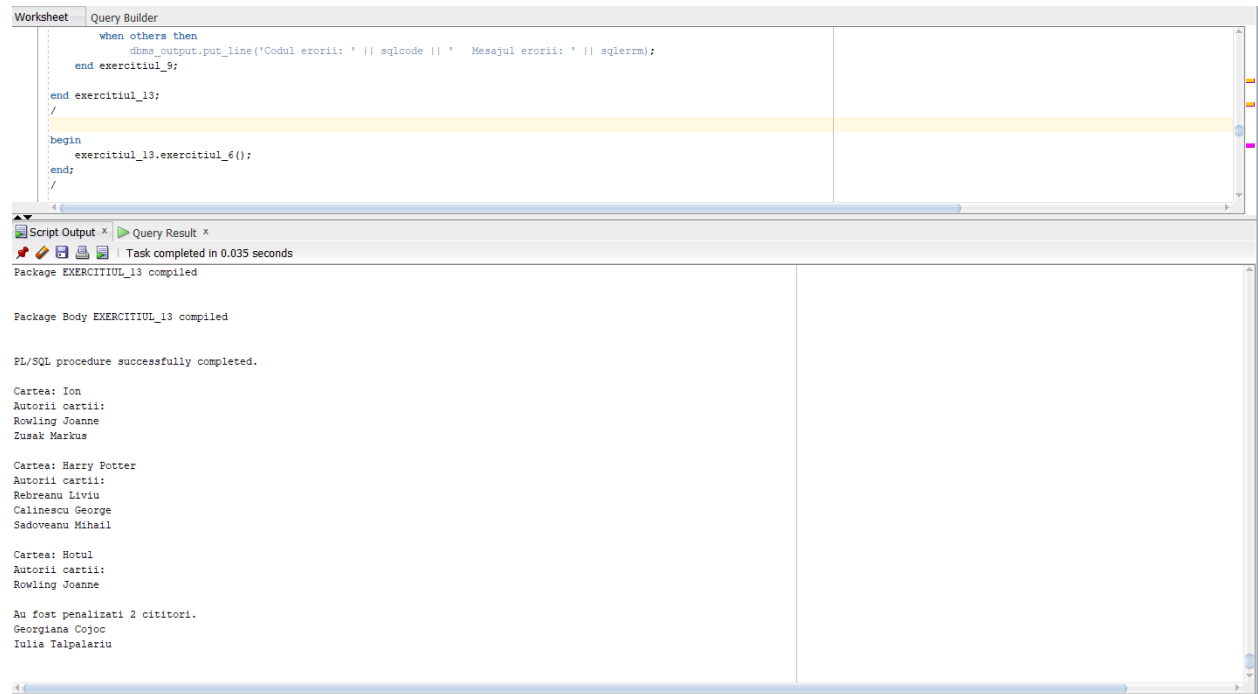 Worksheet Query Builder
when others then
dbms_output.put_line('Codul erorii: ' || sqlcode || '   Mesajul erorii: ' || sqlerrm);
end exercitiul_9;
end exercitiul_13;
/
begin
exercitiul_13.exercitiul_6();
end;
/
Script Output x Query Result x
Task completed in 0.035 seconds
Package EXERCITIUL_13 compiled
Package Body EXERCITIUL_13 compiled
PL/SQL procedure successfully completed.
Cartea: Ion
Autorii cartii:
Rowling Joanne
Zusak Markus
Cartea: Harry Potter
Autorii cartii:
Rebreanu Liviu
Calinescu George
Sadoveanu Mihail
Cartea: Hotul
Autorii cartii:
Rowling Joanne
Au fost penalizati 2 cititori.
Georgiana Cojoc
Iulia Talpalariu